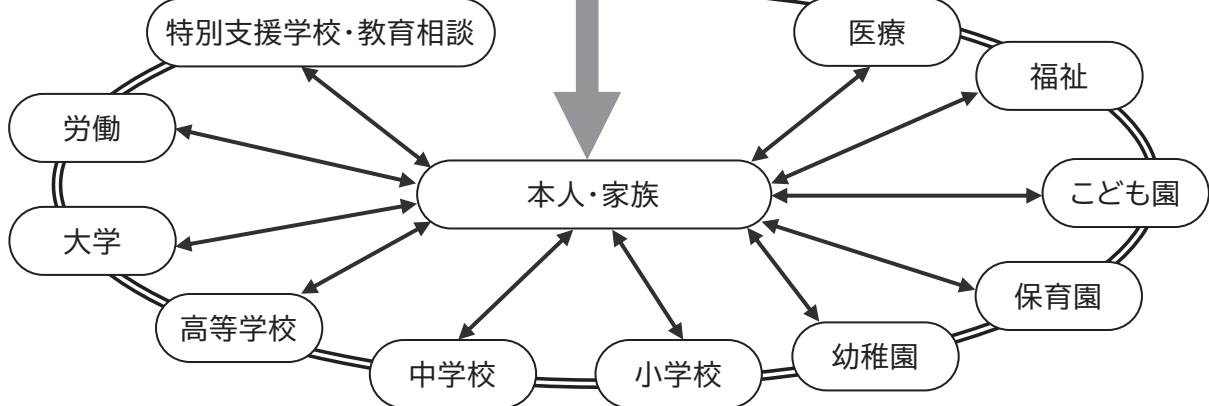 特別支援学校・教育相談
医療
福祉
労働
本人・家族
こども園
大学
保育園
高等学校
幼稚園
中学校
小学校